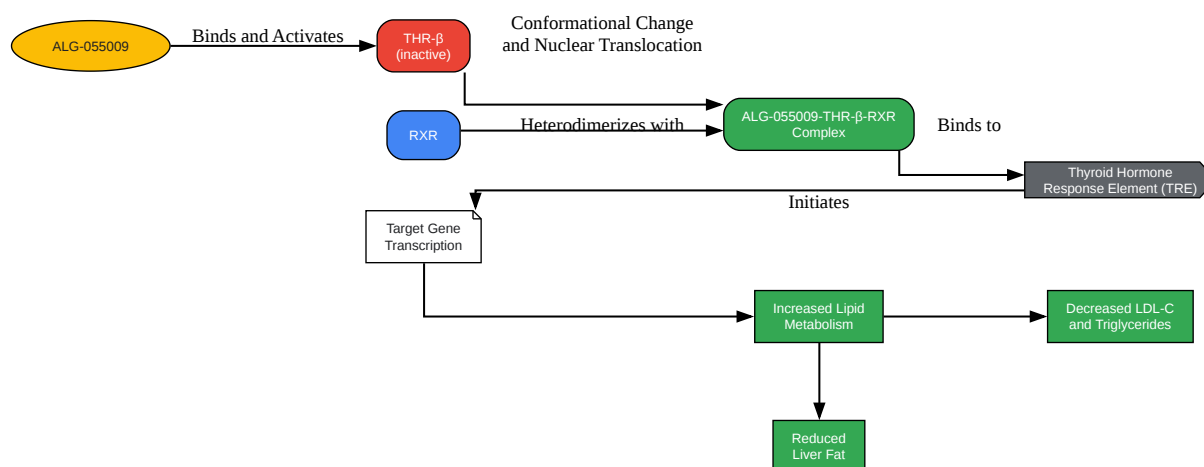 ALG-055009
Binds and Activates
THR-β
(inactive)
Conformational Change
and Nuclear Translocation
RXR
Heterodimerizes with
ALG-055009-THR-β-RXR
Complex
Binds to
Thyroid Hormone
Response Element (TRE)
Initiates
Target Gene
Transcription
Increased Lipid
Metabolism
Decreased LDL-C
and Triglycerides
Reduced
Liver Fat